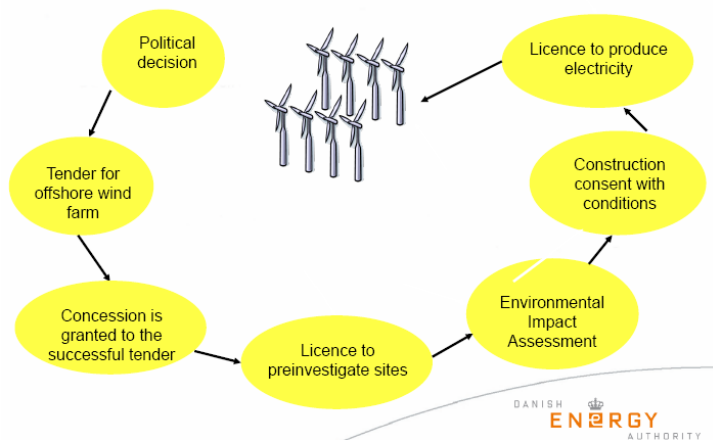 Political
decision
Tender for
offshore wind
farm
Concession is
granted to the
successful tender
Licence to
preinvestigate sites
Environmental
Impact
Assessment
Construction
consent with
conditions
Licence to produce
electricity
DANISH
ENERGY
AUTHORITY